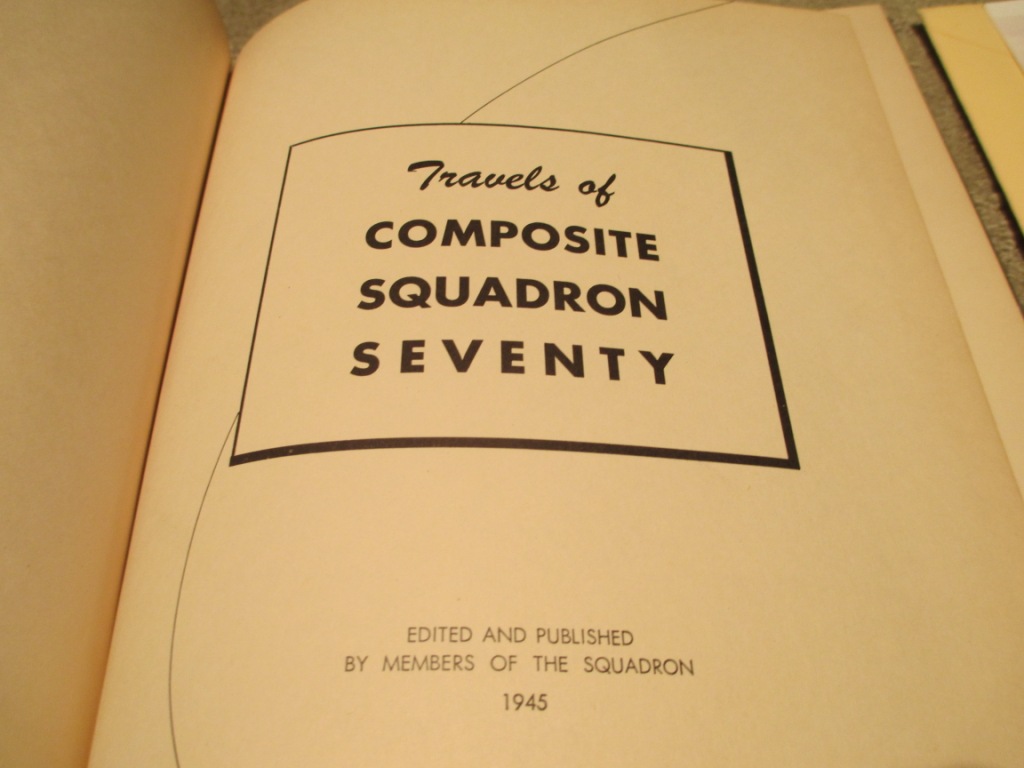 Travels of
COMPOSITE
SQUADRON
SEVENTY
EDITED AND PUBLISHED
BY MEMBERS OF THE SQUADRON
1945